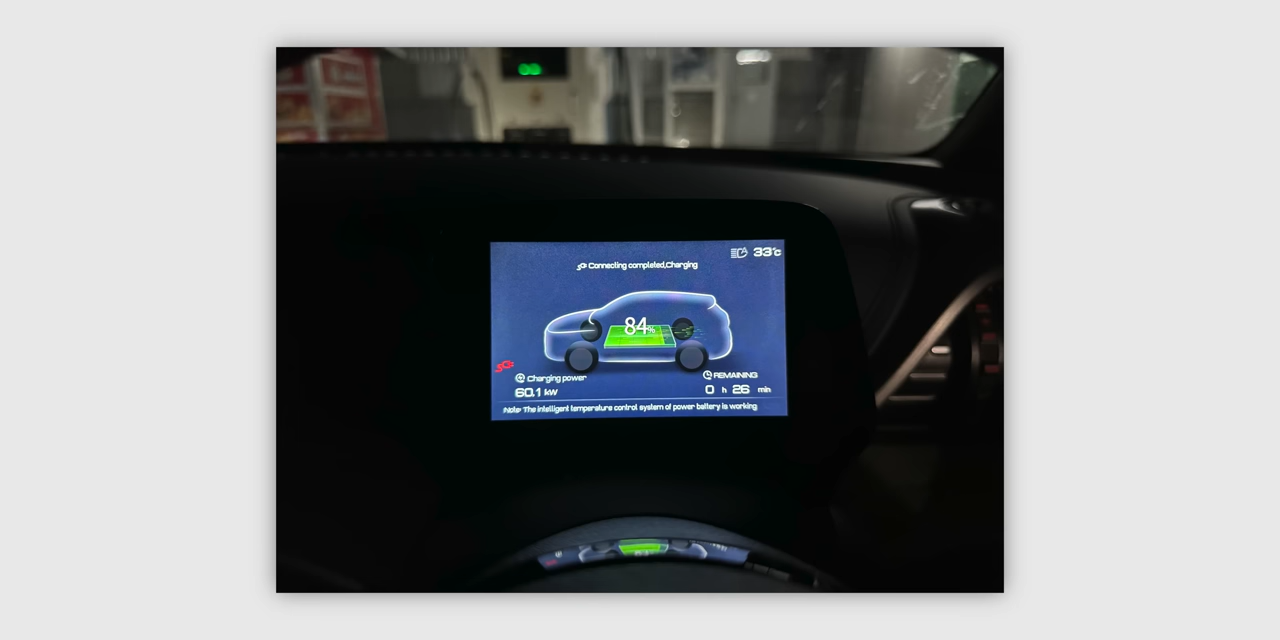 33°C
Connecting completed,Charging
84%
Charging power
60.1 kW
REMAINING
0 h 26 min
Note: The intelligent temperature control system of power battery is working